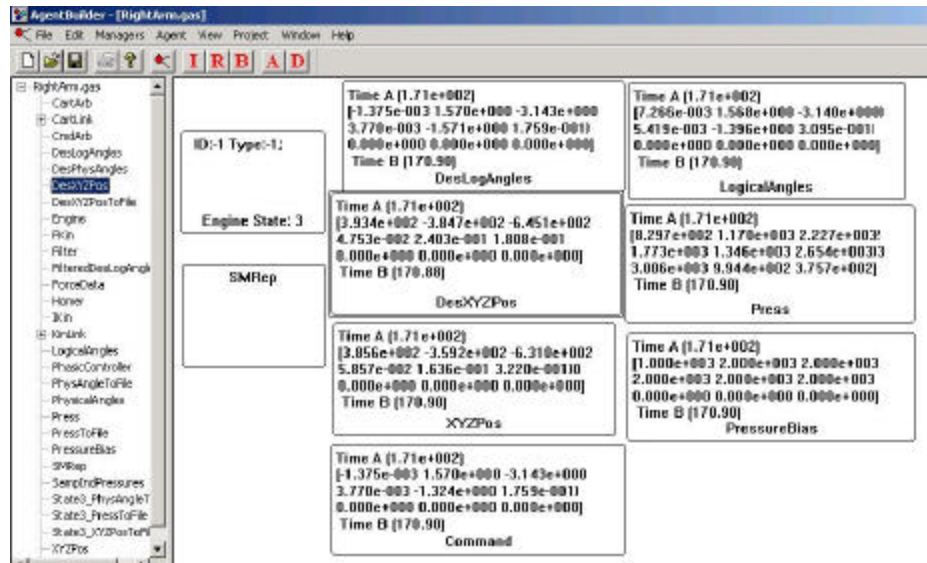 AgentBuilder - [RightArm.gas]
File Edit Managers Agent View Project Window Help
I R B A D
RightArm.gas
CartArb
CartLink
CmdArb
DesLogAngles
DesPhysAngles
DesXYZPos
DesXYZPosToFile
Engine
FKin
Filter
FilteredDesLogAngle
ForceData
Homer
IKin
KinLink
LogicalAngles
PhasicController
PhysAngleToFile
PhysicalAngles
Press
PressToFile
PressureBias
SMRep
SempIndPressures
State3_PhysAngleT
State3_PressToFile
State3_XYZPosToFil
XYZPos
ID:-1 Type:-1;
Engine State: 3
SMRep
Time A (1.71e+002)
[-1.375e-003 1.570e+000 -3.143e+000
3.770e-003 -1.571e+000 1.759e-001)
0.000e+000 0.000e+000 0.000e+000]
Time B (170.90)
DesLogAngles
Time A (1.71e+002)
[3.934e+002 -3.847e+002 -6.451e+002
4.753e-002 2.403e-001 1.808e-001
0.000e+000 0.000e+000 0.000e+000]
Time B (170.88)
DesXYZPos
Time A (1.71e+002)
[3.856e+002 -3.592e+002 -6.310e+002
5.857e-002 1.636e-001 3.220e-001)0
0.000e+000 0.000e+000 0.000e+000]
Time B (170.90)
XYZPos
Time A (1.71e+002)
[-1.375e-003 1.570e+000 -3.143e+000
3.770e-003 -1.324e+000 1.759e-001)
0.000e+000 0.000e+000 0.000e+000]
Time B (170.90)
Command
Time A (1.71e+002)
[7.266e-003 1.568e+000 -3.140e+000)
5.419e-003 -1.396e+000 3.095e-001)
0.000e+000 0.000e+000 0.000e+000]
Time B (170.90)
LogicalAngles
Time A (1.71e+002)
[8.297e+002 1.170e+003 2.227e+003!
1.773e+003 1.346e+003 2.654e+003)3
3.006e+003 9.944e+002 3.757e+002]
Time B (170.90)
Press
Time A (1.71e+002)
[1.000e+003 2.000e+003 2.000e+003
2.000e+003 2.000e+003 2.000e+003
0.000e+000 0.000e+000 0.000e+000]
Time B (170.90)
PressureBias